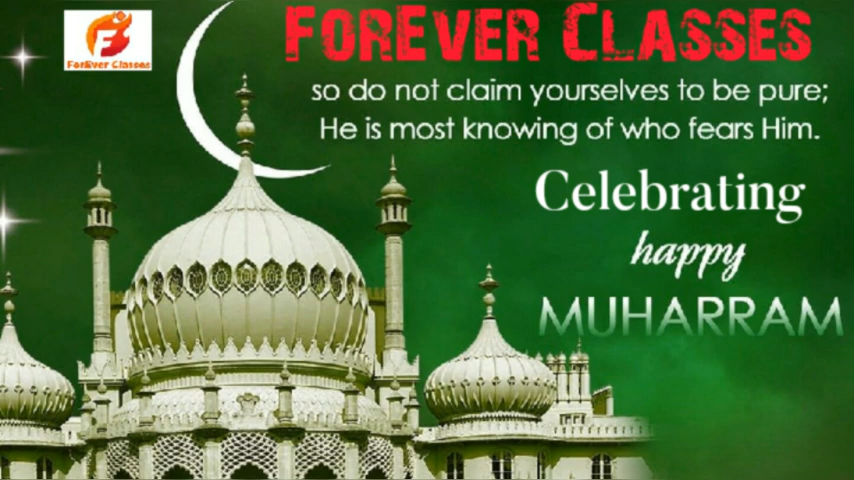 ForEver Classes
FOREVER CLASSES
so do not claim yourselves to be pure;
He is most knowing of who fears Him.
Celebrating
happy
MUHARRAM